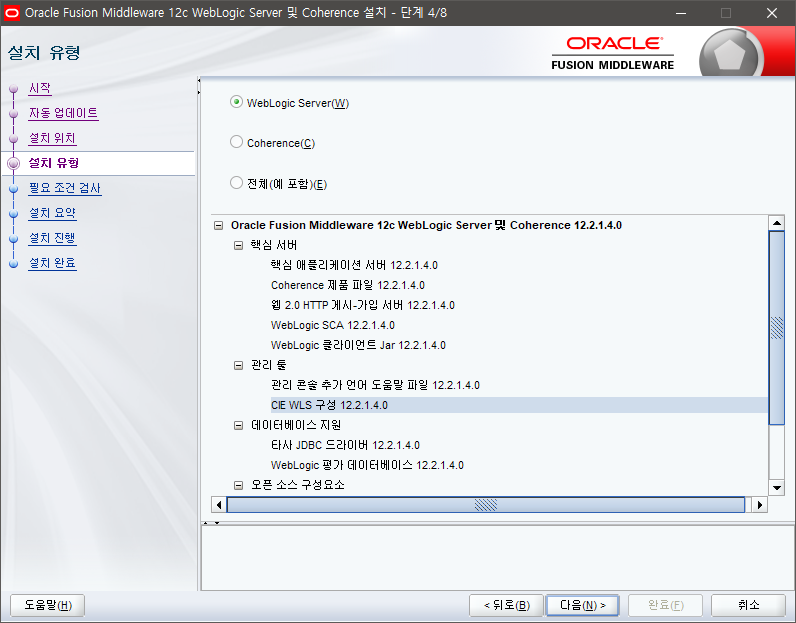 Oracle Fusion Middleware 12c WebLogic Server 및 Coherence 설치 - 단계 4/8
설치 유형
ORACLE
FUSION MIDDLEWARE
시작
자동 업데이트
설치 위치
설치 유형
필요 조건 검사
설치 요약
설치 진행
설치 완료
WebLogic Server(W)
Coherence(C)
전체(예 포함)(E)
Oracle Fusion Middleware 12c WebLogic Server 및 Coherence 12.2.1.4.0
핵심 서버
핵심 애플리케이션 서버 12.2.1.4.0
Coherence 제품 파일 12.2.1.4.0
웹 2.0 HTTP 게시-가입 서버 12.2.1.4.0
WebLogic SCA 12.2.1.4.0
WebLogic 클라이언트 Jar 12.2.1.4.0
관리 툴
관리 콘솔 추가 언어 도움말 파일 12.2.1.4.0
CIE WLS 구성 12.2.1.4.0
데이터베이스 지원
타사 JDBC 드라이버 12.2.1.4.0
WebLogic 평가 데이터베이스 12.2.1.4.0
오픈 소스 구성요소
도움말(H)
< 뒤로(B)
다음(N) >
완료(F)
취소